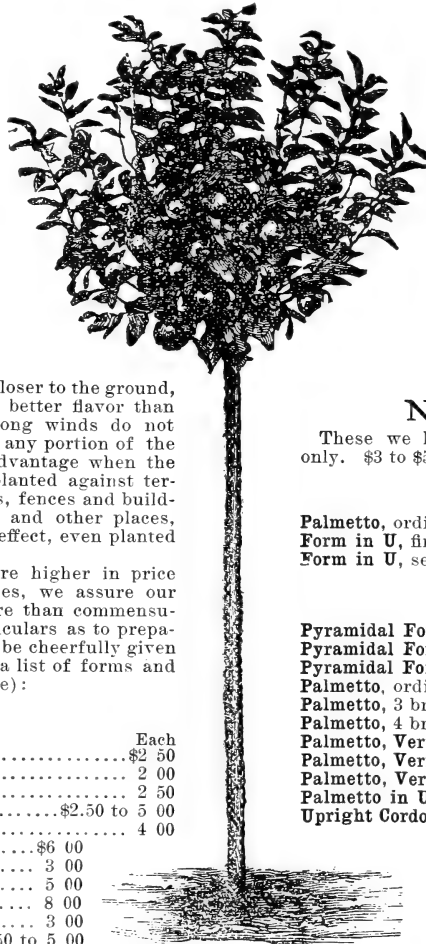 loser to the ground,
better flavor than
ong winds do not
any portion of the
dvantage when the
lanted against ter-
s, fences and build-
and other places,
effect, even planted
re higher in price
es, we assure our
re than commensu-
culars as to prepa-
be cheerfully given
a list of forms and
e):
Each
............$2 50
............ 2 00
............ 2 50
.......$2.50 to 5 00
............ 4 00
....$6 00
.... 3 00
.... 5 00
.... 8 00
.... 3 00
50 to 5 00
N
These we
only. $3 to $
Palmetto, ordi
Form in U, fi
Form in U, se
Pyramidal Fo
Pyramidal Fo
Pyramidal Fo
Palmetto, ordi
Palmetto, 3 br
Palmetto, 4 br
Palmetto, Ver
Palmetto, Ver
Palmetto, Ver
Palmetto in U
Upright Cordo